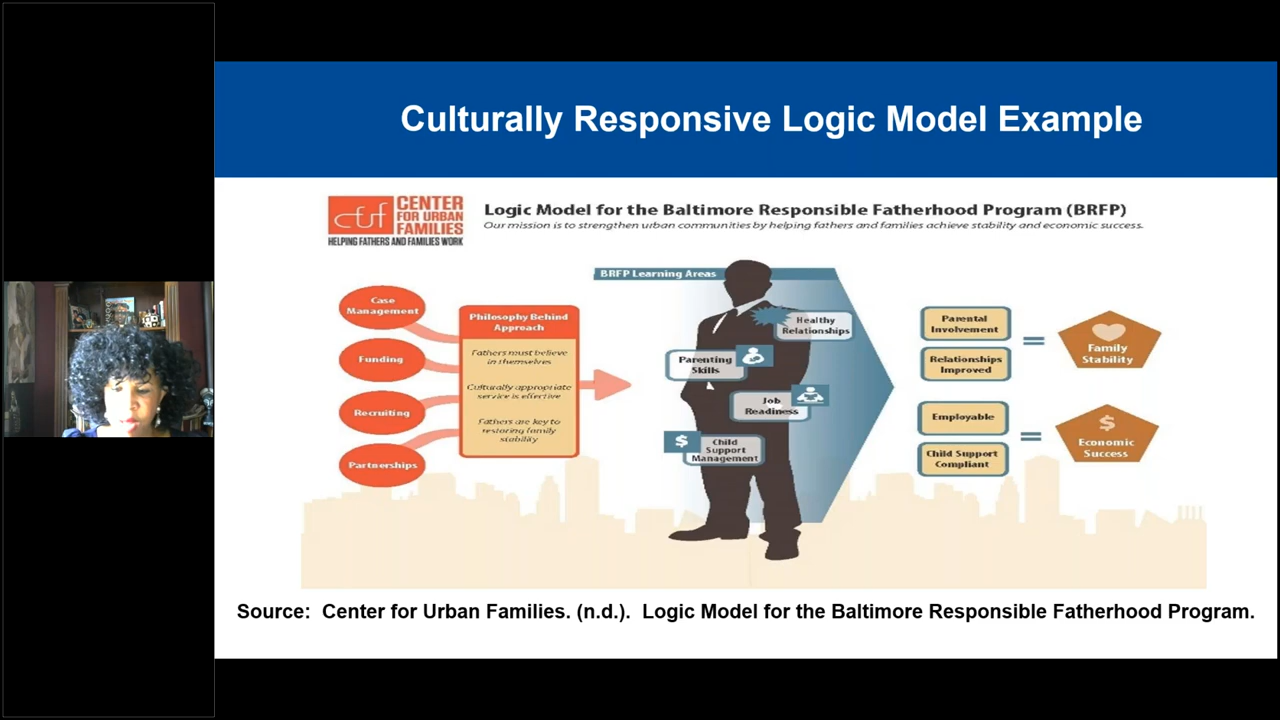 Culturally Responsive Logic Model Example
cfuf
CENTER
FOR URBAN
FAMILIES
HELPING FATHERS AND FAMILIES WORK
Logic Model for the Baltimore Responsible Fatherhood Program (BRFP)
Our mission is to strengthen urban communities by helping fathers and families achieve stability and economic success.
Case
Management
Funding
Recruiting
Partnerships
Philosophy Behind
Approach
Fathers must believe
in themselves
Culturally appropriate
service is effective
Fathers are key to
restoring family
stability
BRFP Learning Areas
Healthy
Relationships
Parenting
Skills
Job
Readiness
$
Child
Support
Management
Parental
Involvement
Relationships
Improved
=
Family
Stability
Employable
Child Support
Compliant
=
$
Economic
Success
Source: Center for Urban Families. (n.d.). Logic Model for the Baltimore Responsible Fatherhood Program.